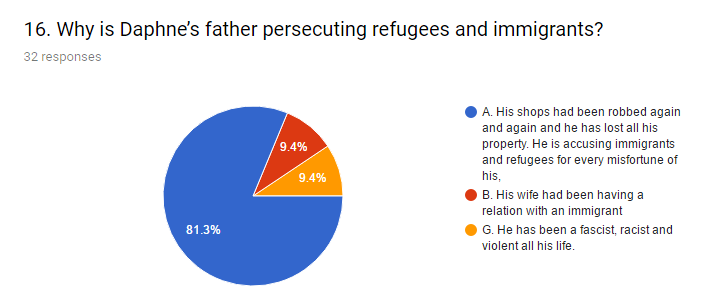 16. Why is Daphne’s father persecuting refugees and immigrants?
32 responses
9.4%
9.4%
81.3%
A. His shops had been robbed again
and again and he has lost all his
property. He is accusing immigrants
and refugees for every misfortune of
his,
B. His wife had been having a
relation with an immigrant
G. He has been a fascist, racist and
violent all his life.